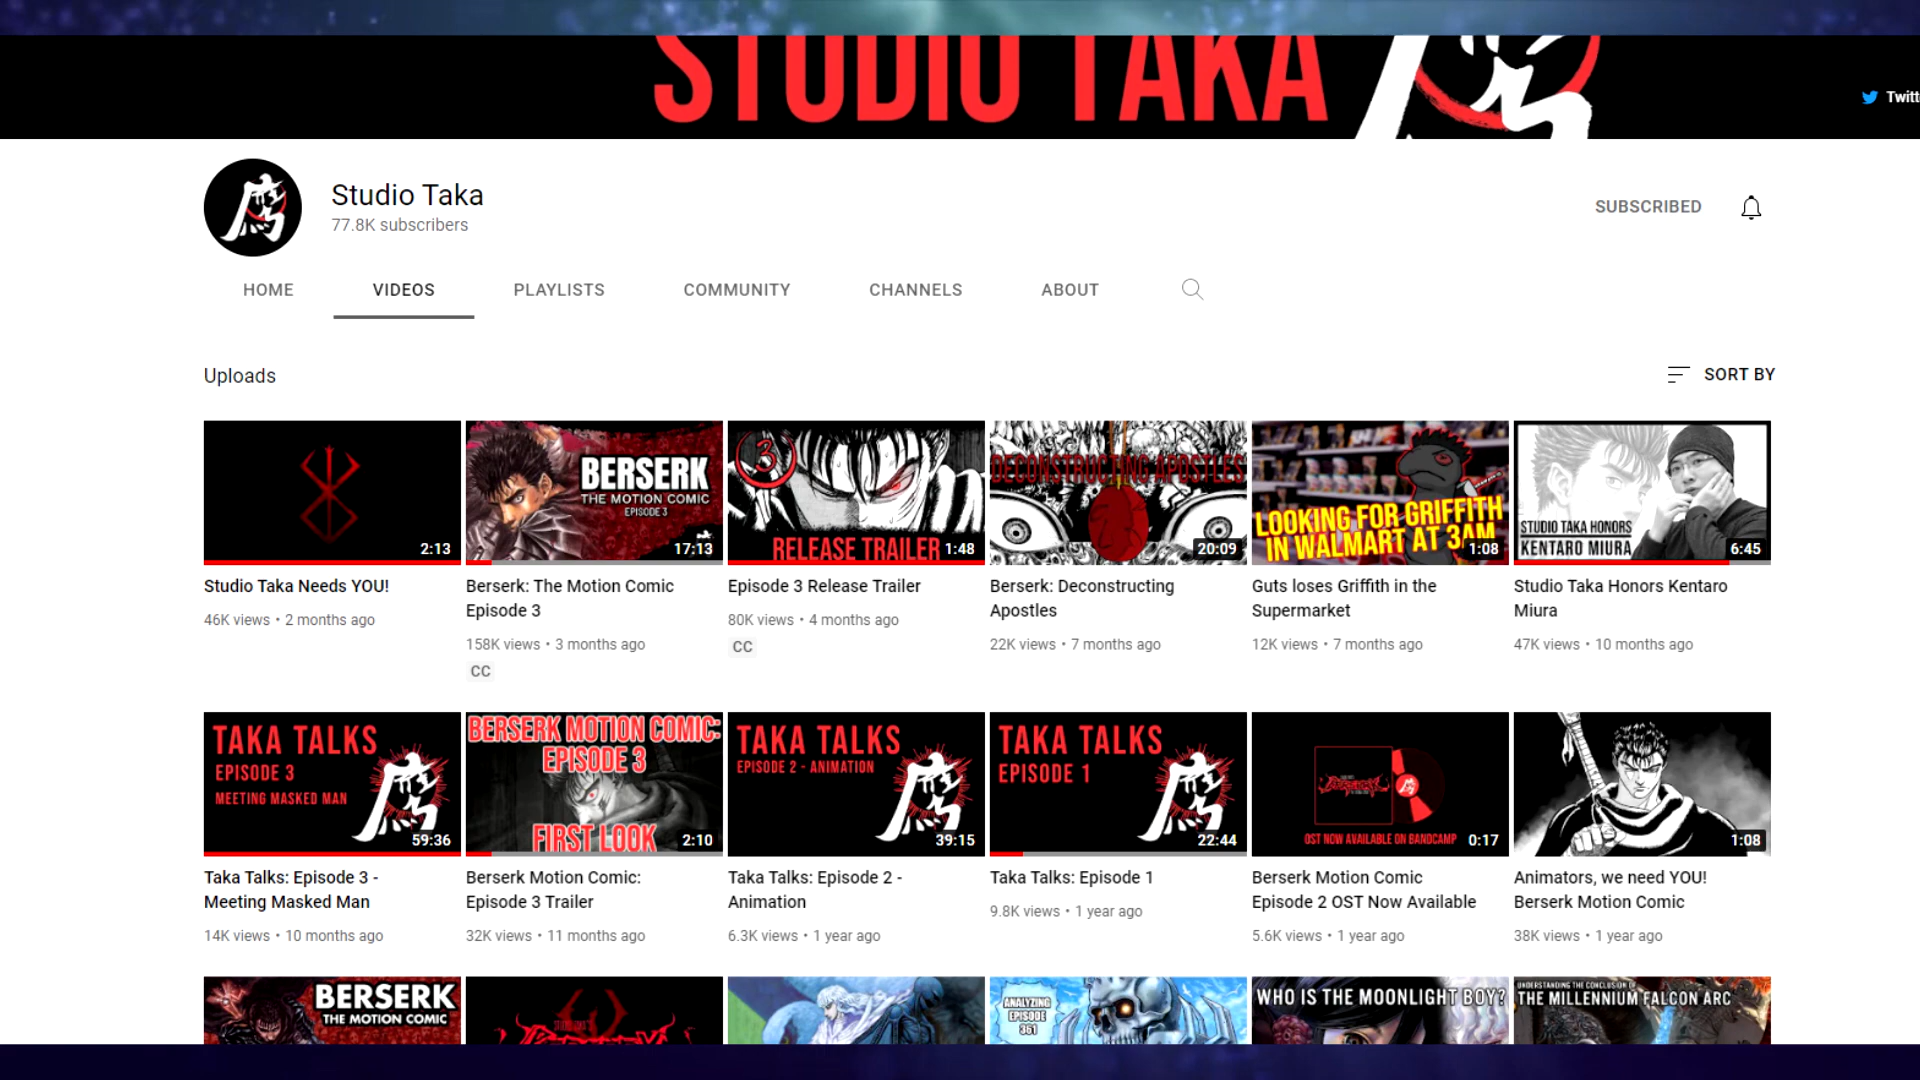 STUDIO TAKA
Twitt
Studio Taka
77.8K subscribers
SUBSCRIBED
HOME
VIDEOS
PLAYLISTS
COMMUNITY
CHANNELS
ABOUT
Uploads
SORT BY
2:13
Studio Taka Needs YOU!
46K views • 2 months ago
BERSERK
THE MOTION COMIC
EPISODE 3
17:13
Berserk: The Motion Comic
Episode 3
158K views • 3 months ago
CC
3
RELEASE TRAILER
1:48
Episode 3 Release Trailer
80K views • 4 months ago
CC
DECONSTRUCTING APOSTLES
20:09
Berserk: Deconstructing
Apostles
22K views • 7 months ago
LOOKING FOR GRIFFITH
IN WALMART AT 3AM
1:08
Guts loses Griffith in the
Supermarket
12K views • 7 months ago
STUDIO TAKA HONORS
KENTARO MIURA
6:45
Studio Taka Honors Kentaro
Miura
47K views • 10 months ago
TAKA TALKS
EPISODE 3
MEETING MASKED MAN
59:36
Taka Talks: Episode 3 -
Meeting Masked Man
14K views • 10 months ago
BERSERK MOTION COMIC:
EPISODE 3
FIRST LOOK
2:10
Berserk Motion Comic:
Episode 3 Trailer
32K views • 11 months ago
TAKA TALKS
EPISODE 2 - ANIMATION
39:15
Taka Talks: Episode 2 -
Animation
6.3K views • 1 year ago
TAKA TALKS
EPISODE 1
22:44
Taka Talks: Episode 1
9.8K views • 1 year ago
OST NOW AVAILABLE ON BANDCAMP
0:17
Berserk Motion Comic
Episode 2 OST Now Available
5.6K views • 1 year ago
1:08
Animators, we need YOU!
Berserk Motion Comic
38K views • 1 year ago
BERSERK
THE MOTION COMIC
ANALYZING
EPISODE
361
WHO IS THE MOONLIGHT BOY?
UNDERSTANDING THE CONCLUSION OF
THE MILLENNIUM FALCON ARC